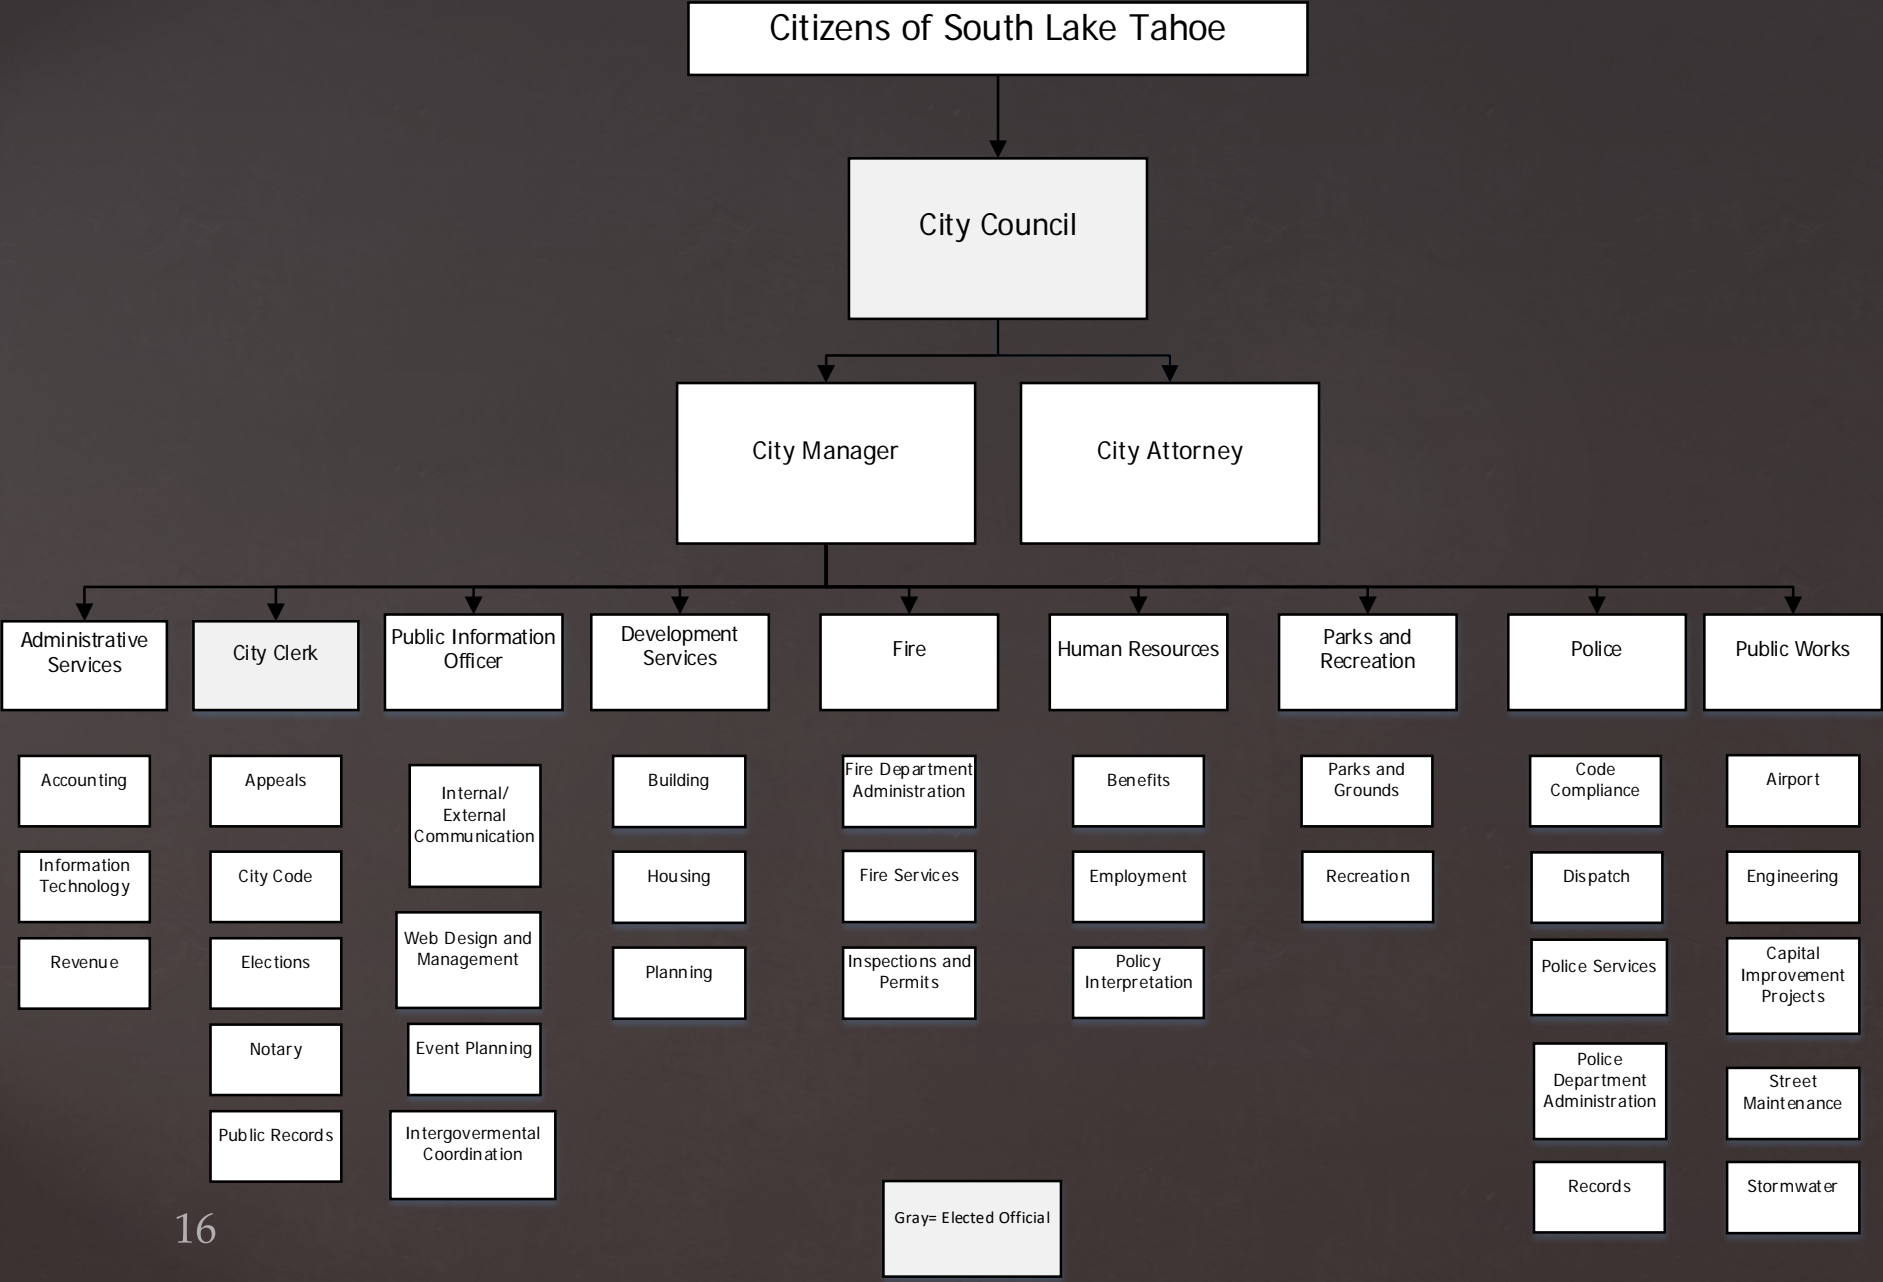 Citizens of South Lake Tahoe
City Council
City Manager
City Attorney
Administrative
Services
City Clerk
Public Information
Officer
Development
Services
Fire
Human Resources
Parks and
Recreation
Police
Public Works
Accounting
Information
Technology
Revenue
Appeals
City Code
Elections
Notary
Public Records
Internal/
External
Communication
Web Design and
Management
Event Planning
Intergovermental
Coordination
Building
Housing
Planning
Fire Department
Administration
Fire Services
Inspections and
Permits
Benefits
Employment
Policy
Interpretation
Parks and
Grounds
Recreation
Code
Compliance
Dispatch
Police Services
Police
Department
Administration
Records
Airport
Engineering
Capital
Improvement
Projects
Street
Maintenance
Stormwater
Gray= Elected Official
16